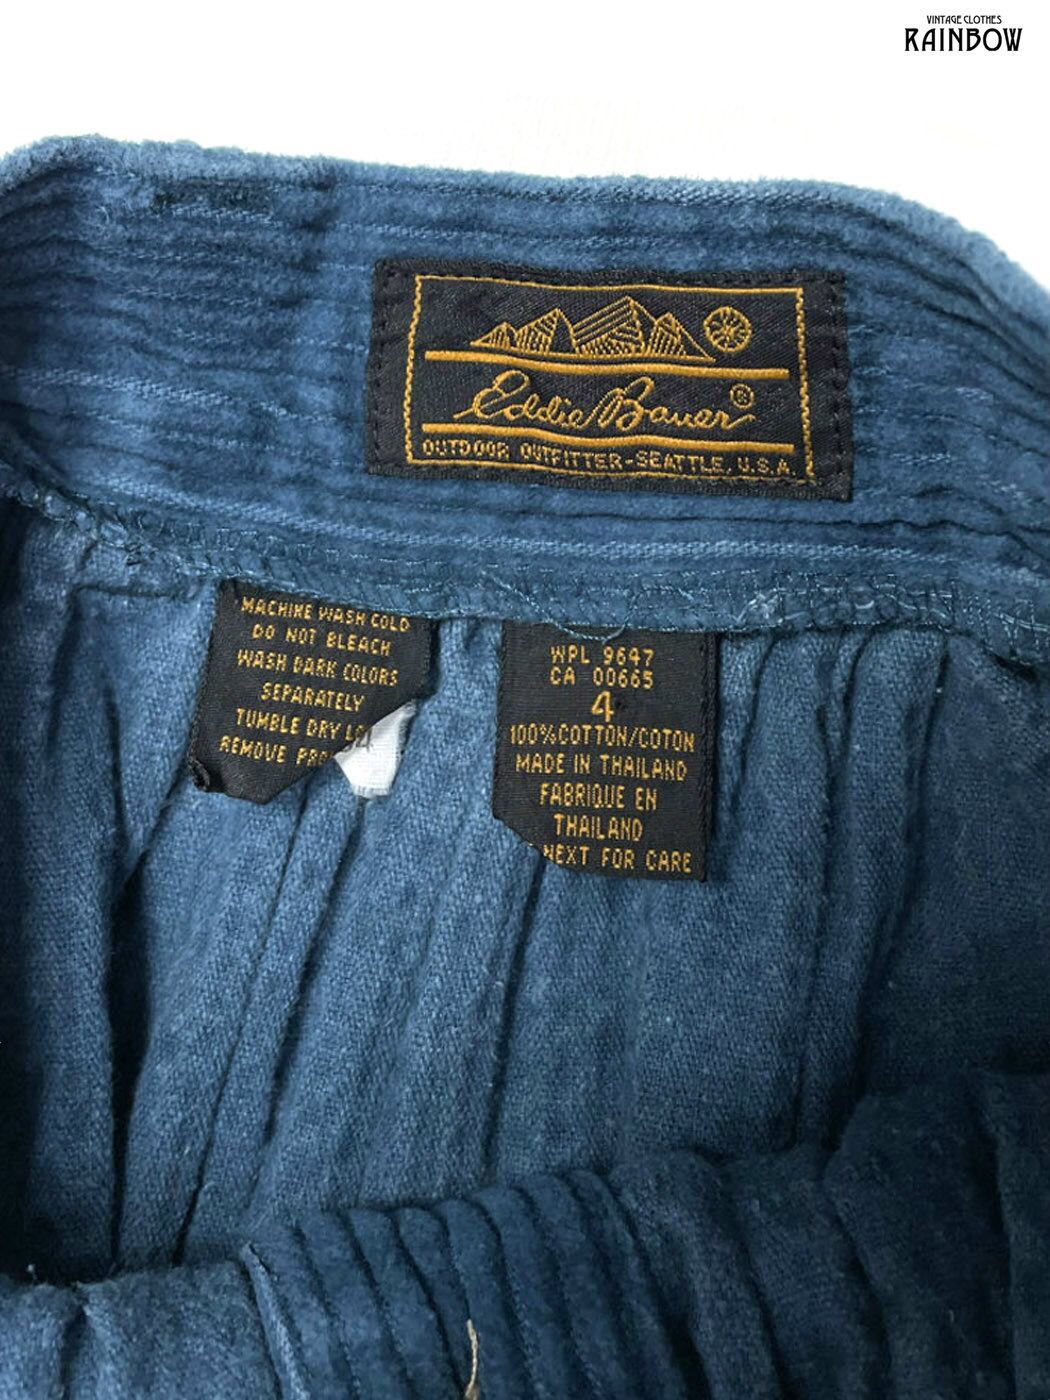 VINTAGE CLOTHES
RAINBOW
Eddie Bauer®
OUTDOOR OUTFITTER-SEATTLE, U.S.A.
MACHINE WASH COLD
DO NOT BLEACH
WASH DARK COLORS
SEPARATELY
TUMBLE DRY
REMOVE
WPL 9647
CA 00665
4
100%COTTON/COTON
MADE IN THAILAND
FABRIQUE EN
THAILAND
NEXT FOR CARE